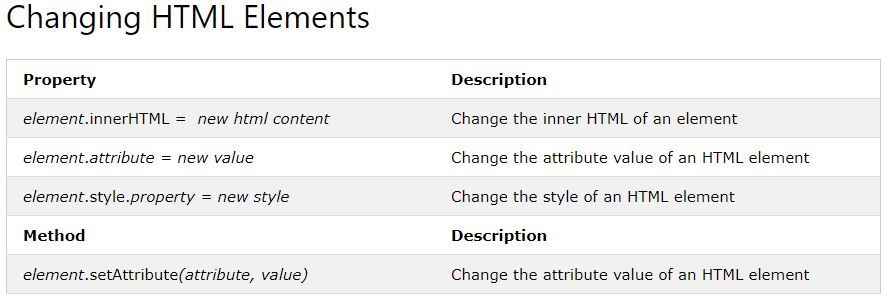 Changing HTML Elements
Property Description
element.innerHTML = new html content Change the inner HTML of an element
element.attribute = new value Change the attribute value of an HTML element
element.style.property = new style Change the style of an HTML element
Method Description
element.setAttribute(attribute, value) Change the attribute value of an HTML element